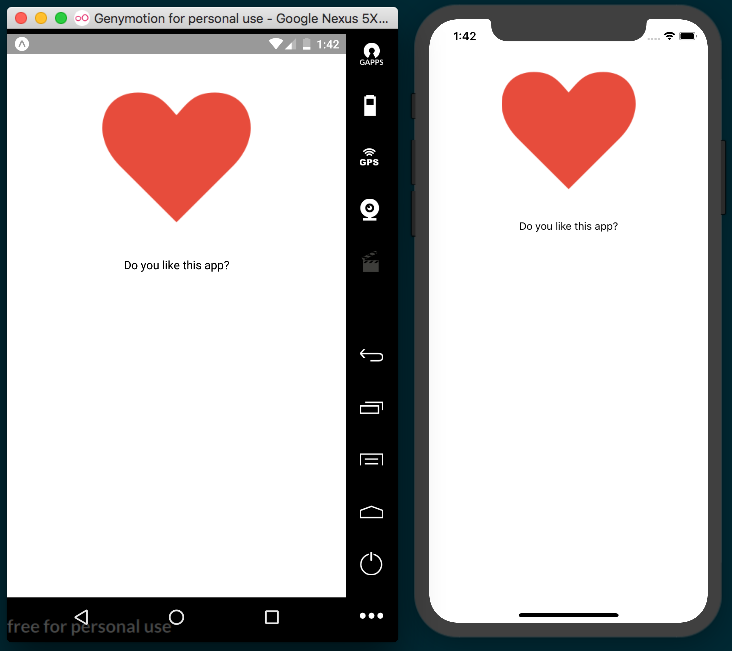 Genymotion for personal use - Google Nexus 5X...
1:42
GAPPS
GPS
Do you like this app?
free for personal use
1:42
Do you like this app?